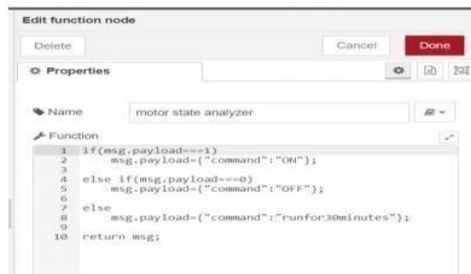 Edit function node
Delete Cancel Done
Properties
Name motor state analyzer
Function
1 if(msg.payload===1)
2 msg.payload={"command":"ON"};
3
4 else if(msg.payload===0)
5 msg.payload={"command":"OFF"};
6
7 else
8 msg.payload={"command":"runfor30minutes"};
9
10 return msg;